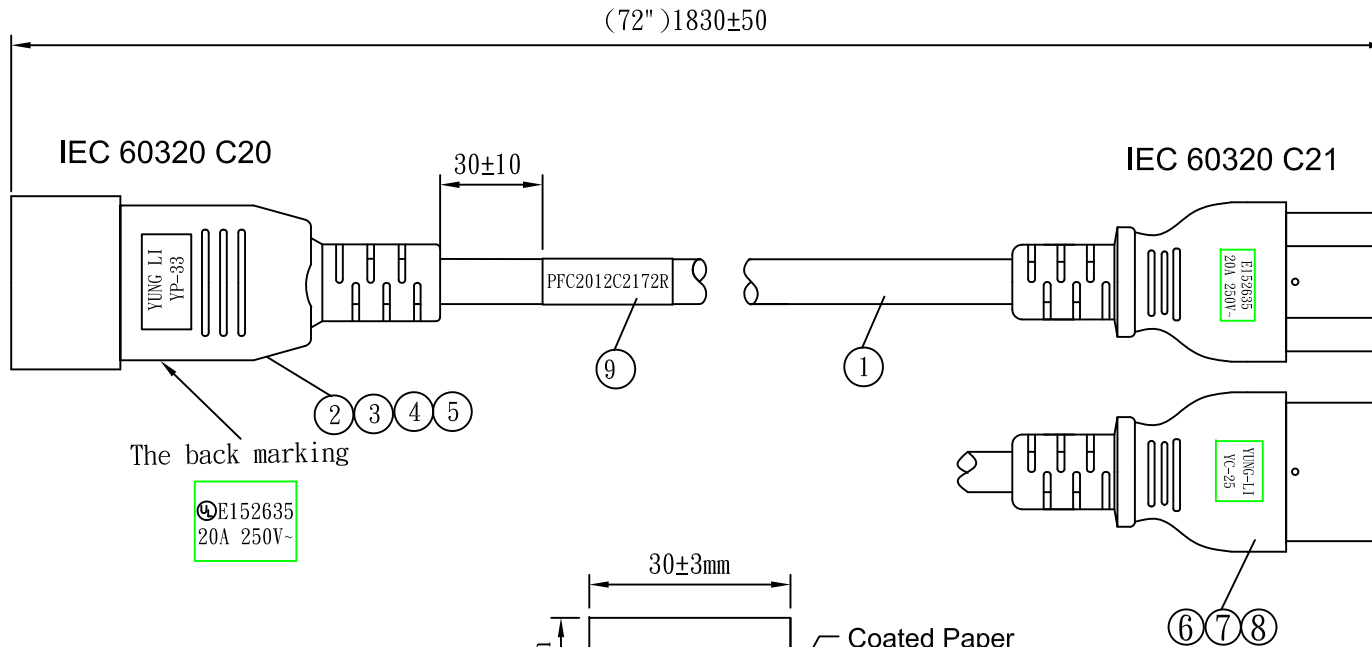 (72")1830±50
IEC 60320 C20
30±10
IEC 60320 C21
YUNG LI
YP-33
PFC2012C2172R
E152635
20A 250V~
9
1
2 3 4 5
The back marking
UL E152635
20A 250V~
YUNG-LI
YC-25
30±3mm
Coated Paper
6 7 8